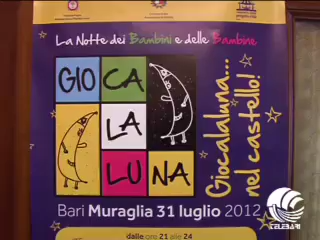 La Notte dei Bambini e delle Bambine
GIO CA
LA
LU NA
Giocalaluna...
nel castello!
Bari Muraglia 31 luglio 2012
dalle ore 21 alle 24
TELEBARI